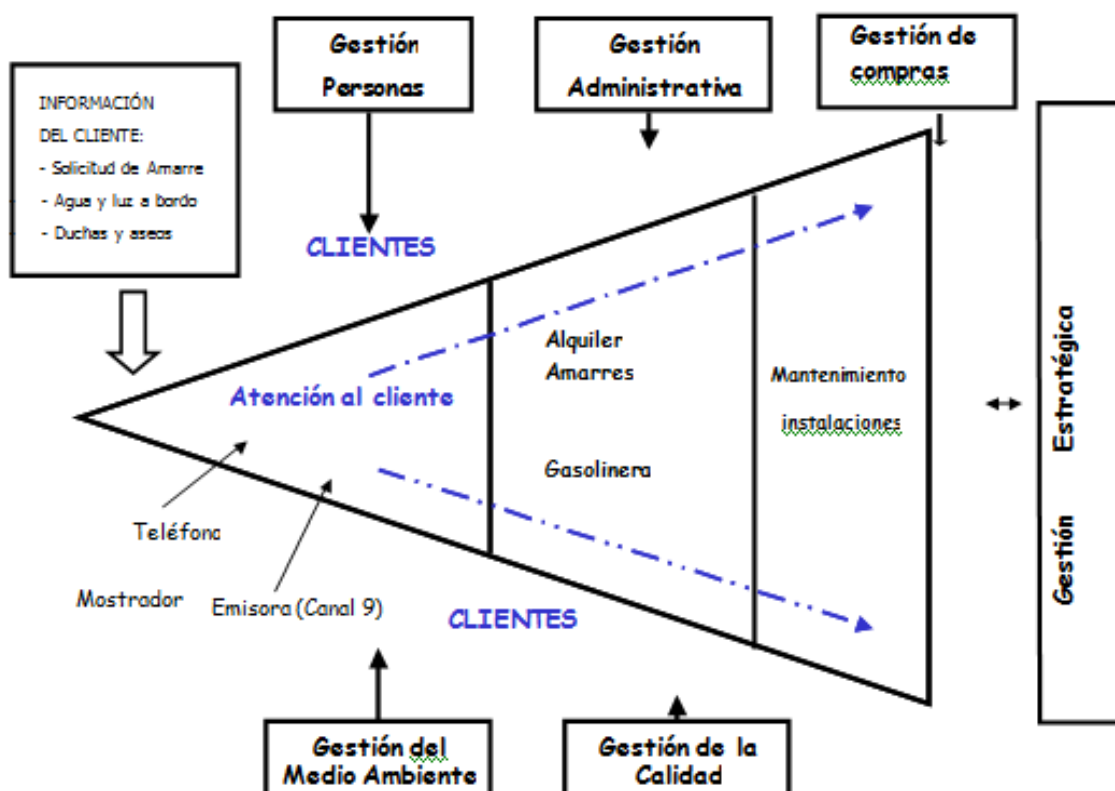 Gestión
Personas
Gestión
Administrativa
Gestión de
compras
INFORMACIÓN
DEL CLIENTE:
- Solicitud de Amarre
- Agua y luz a bordo
- Duchas y aseos
CLIENTES
Alquiler
Amarres
Atención al cliente
Mantenimiento
instalaciones
Gasolinera
Teléfono
Mostrador
Emisora (Canal 9)
CLIENTES
Gestión Estratégica
Gestión del
Medio Ambiente
Gestión de la
Calidad